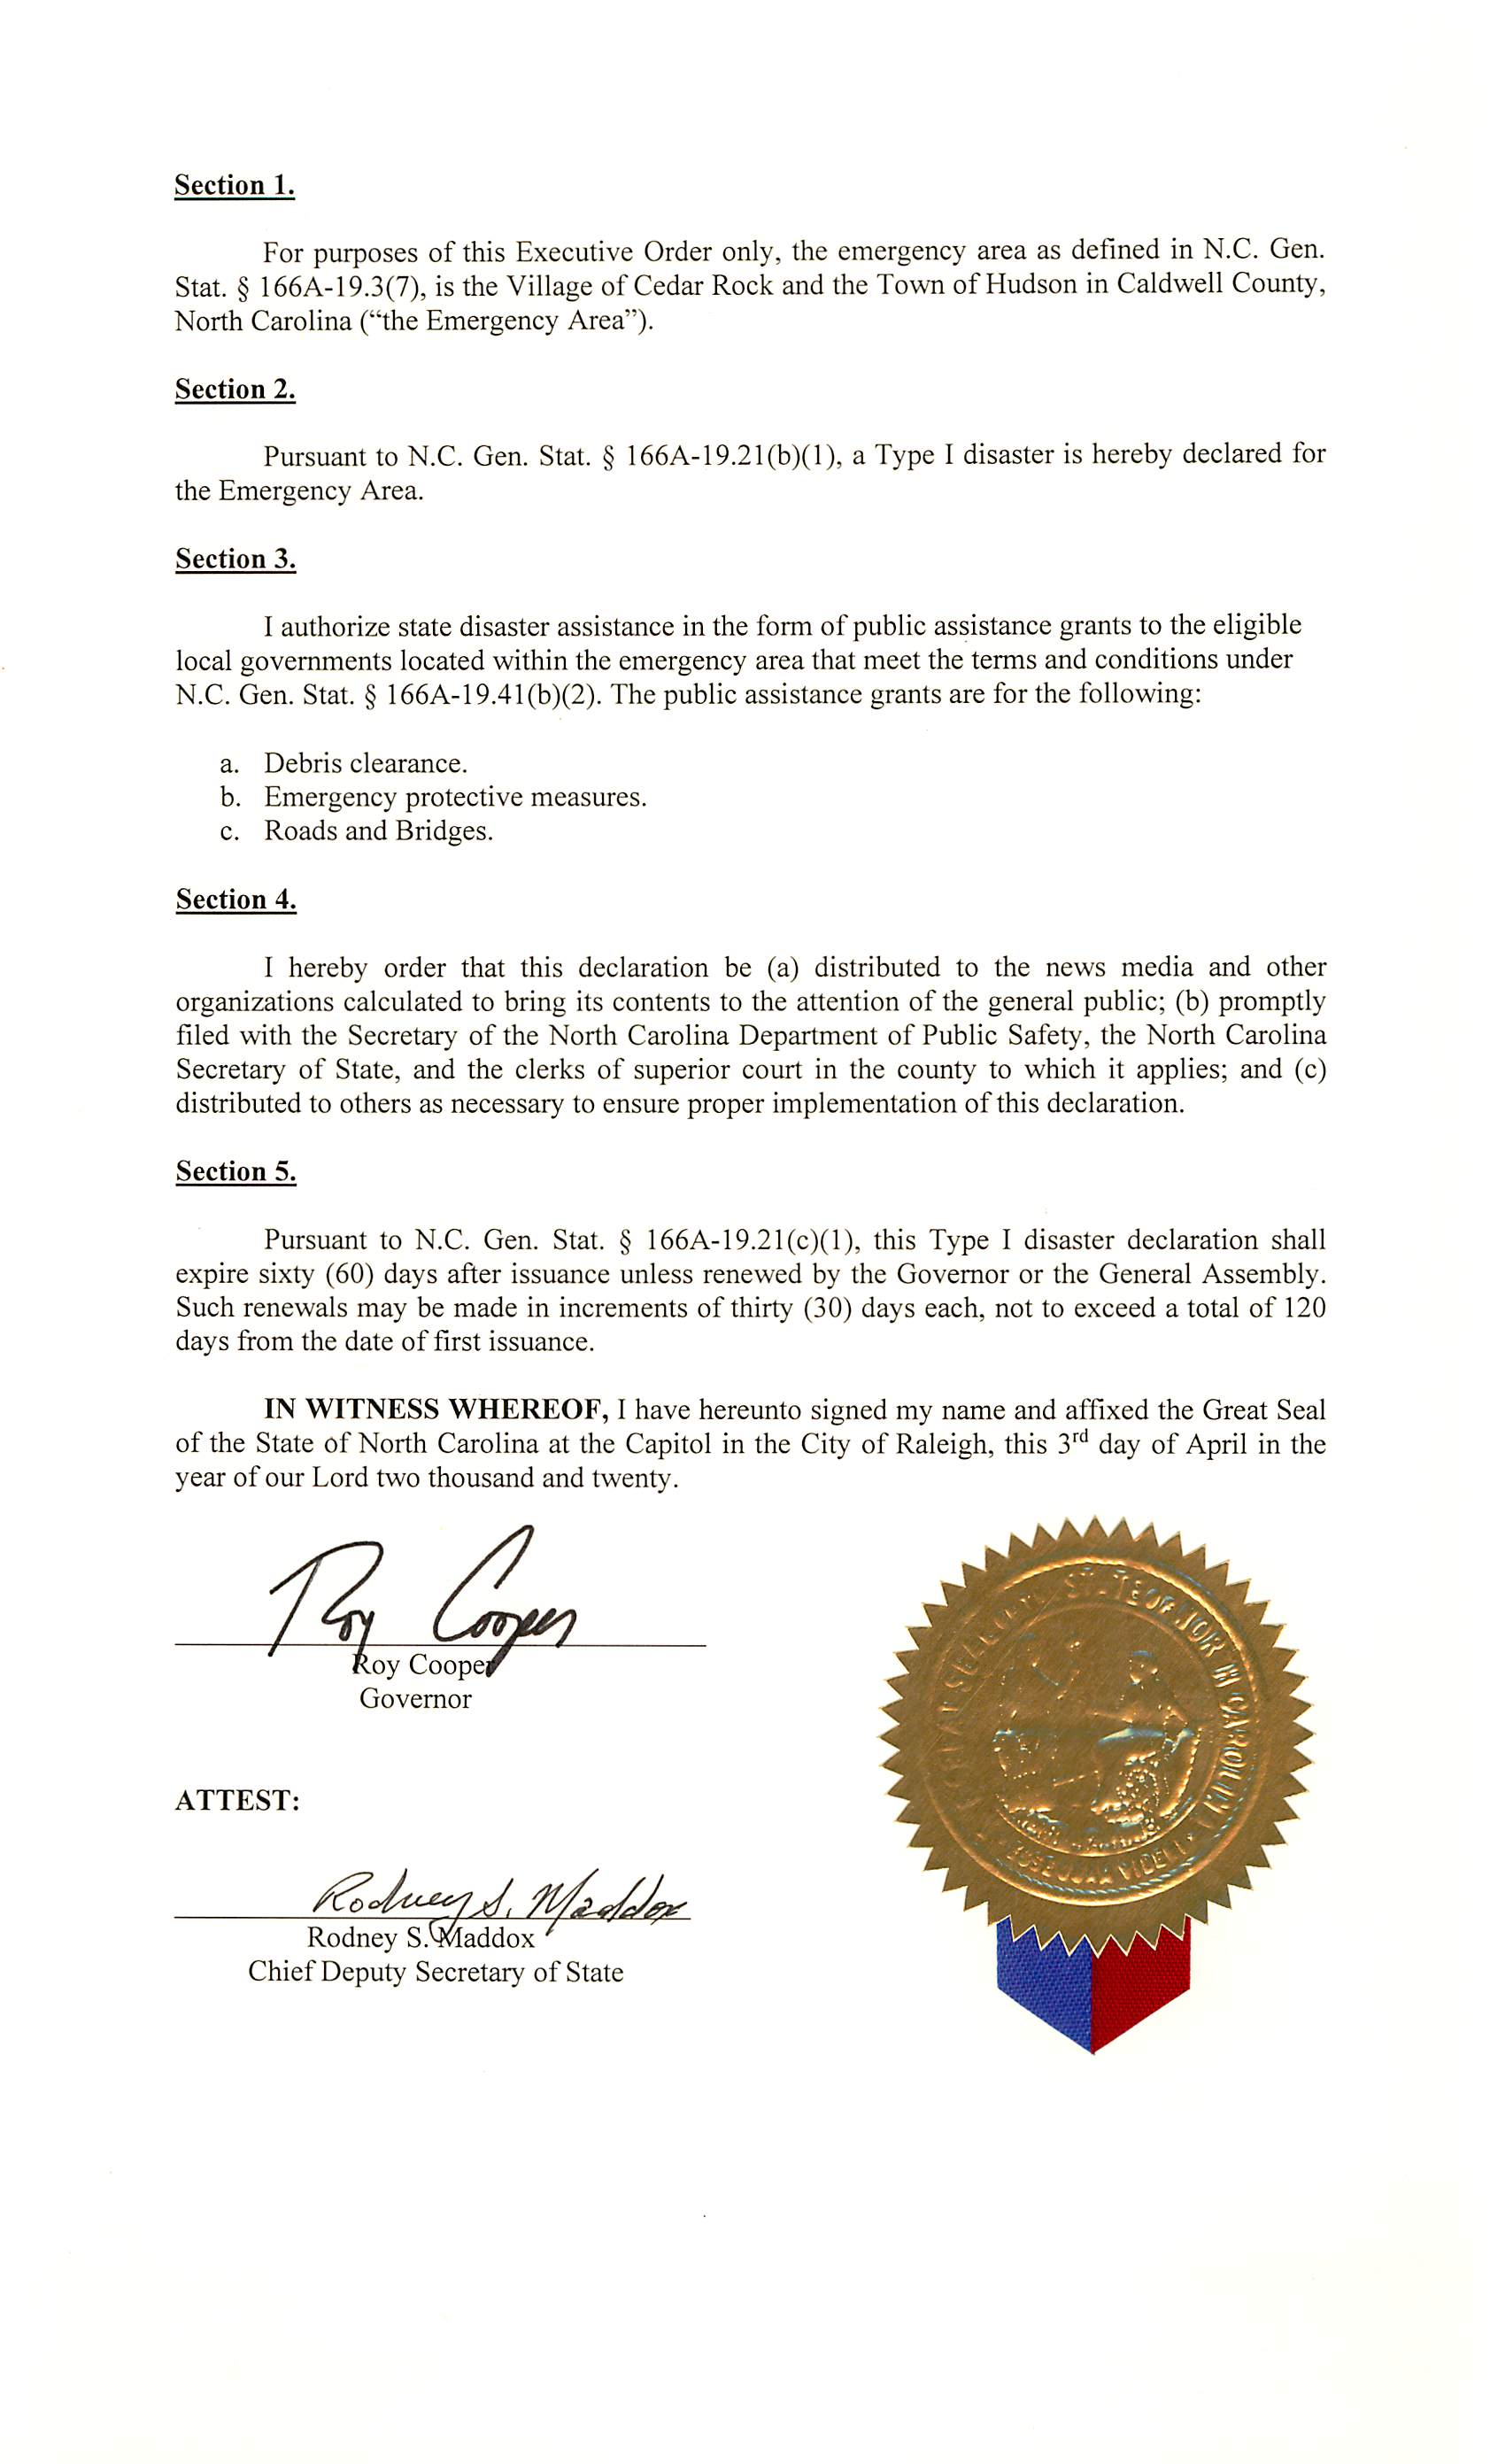 Section 1.
For purposes of this Executive Order only, the emergency area as defined in N.C. Gen.
Stat. § 166A-19.3(7), is the Village of Cedar Rock and the Town of Hudson in Caldwell County,
North Carolina (“the Emergency Area”).
Section 2.
Pursuant to N.C. Gen. Stat. § 166A-19.21(b)(1), a Type I disaster is hereby declared for
the Emergency Area.
Section 3.
I authorize state disaster assistance in the form of public assistance grants to the eligible
local governments located within the emergency area that meet the terms and conditions under
N.C. Gen. Stat. § 166A-19.41(b)(2). The public assistance grants are for the following:
a. Debris clearance.
b. Emergency protective measures.
c. Roads and Bridges.
Section 4.
I hereby order that this declaration be (a) distributed to the news media and other
organizations calculated to bring its contents to the attention of the general public; (b) promptly
filed with the Secretary of the North Carolina Department of Public Safety, the North Carolina
Secretary of State, and the clerks of superior court in the county to which it applies; and (c)
distributed to others as necessary to ensure proper implementation of this declaration.
Section 5.
Pursuant to N.C. Gen. Stat. § 166A-19.21(c)(1), this Type I disaster declaration shall
expire sixty (60) days after issuance unless renewed by the Governor or the General Assembly.
Such renewals may be made in increments of thirty (30) days each, not to exceed a total of 120
days from the date of first issuance.
IN WITNESS WHEREOF, I have hereunto signed my name and affixed the Great Seal
of the State of North Carolina at the Capitol in the City of Raleigh, this 3rd day of April in the
year of our Lord two thousand and twenty.
Roy Cooper
Roy Cooper
Governor
ATTEST:
Rodney S. Maddox
Rodney S. Maddox
Chief Deputy Secretary of State
STATE OF NORTH CAROLINA